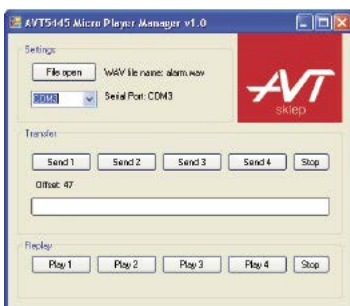 AVT5445 Micro Player Manager v1.0
Settings
File open WAV file name: alarm.wav
COM3 Serial Port: COM3
AVT
sklep
Transfer
Send 1 Send 2 Send 3 Send 4 Stop
Offset: 47
Replay
Play 1 Play 2 Play 3 Play 4 Stop